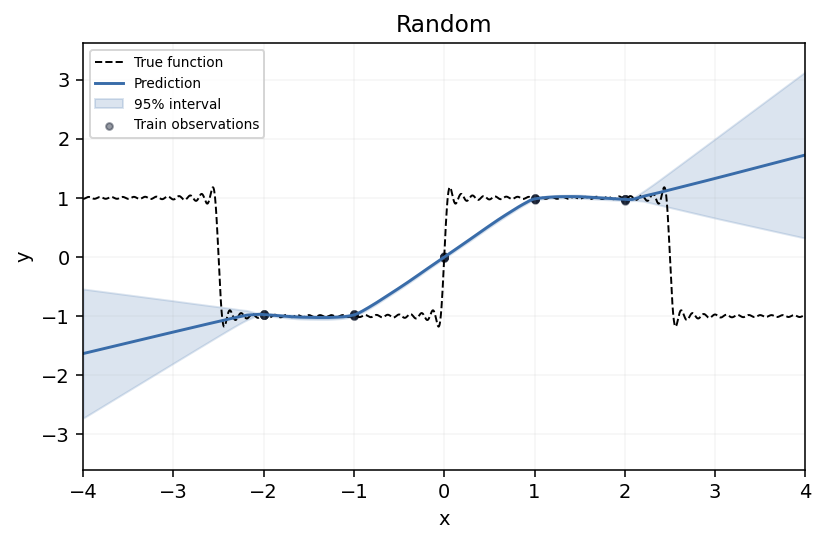 Random
True function
Prediction
95% interval
Train observations
3
2
1
0
−1
−2
−3
y
−4
−3
−2
−1
0
1
2
3
4
x